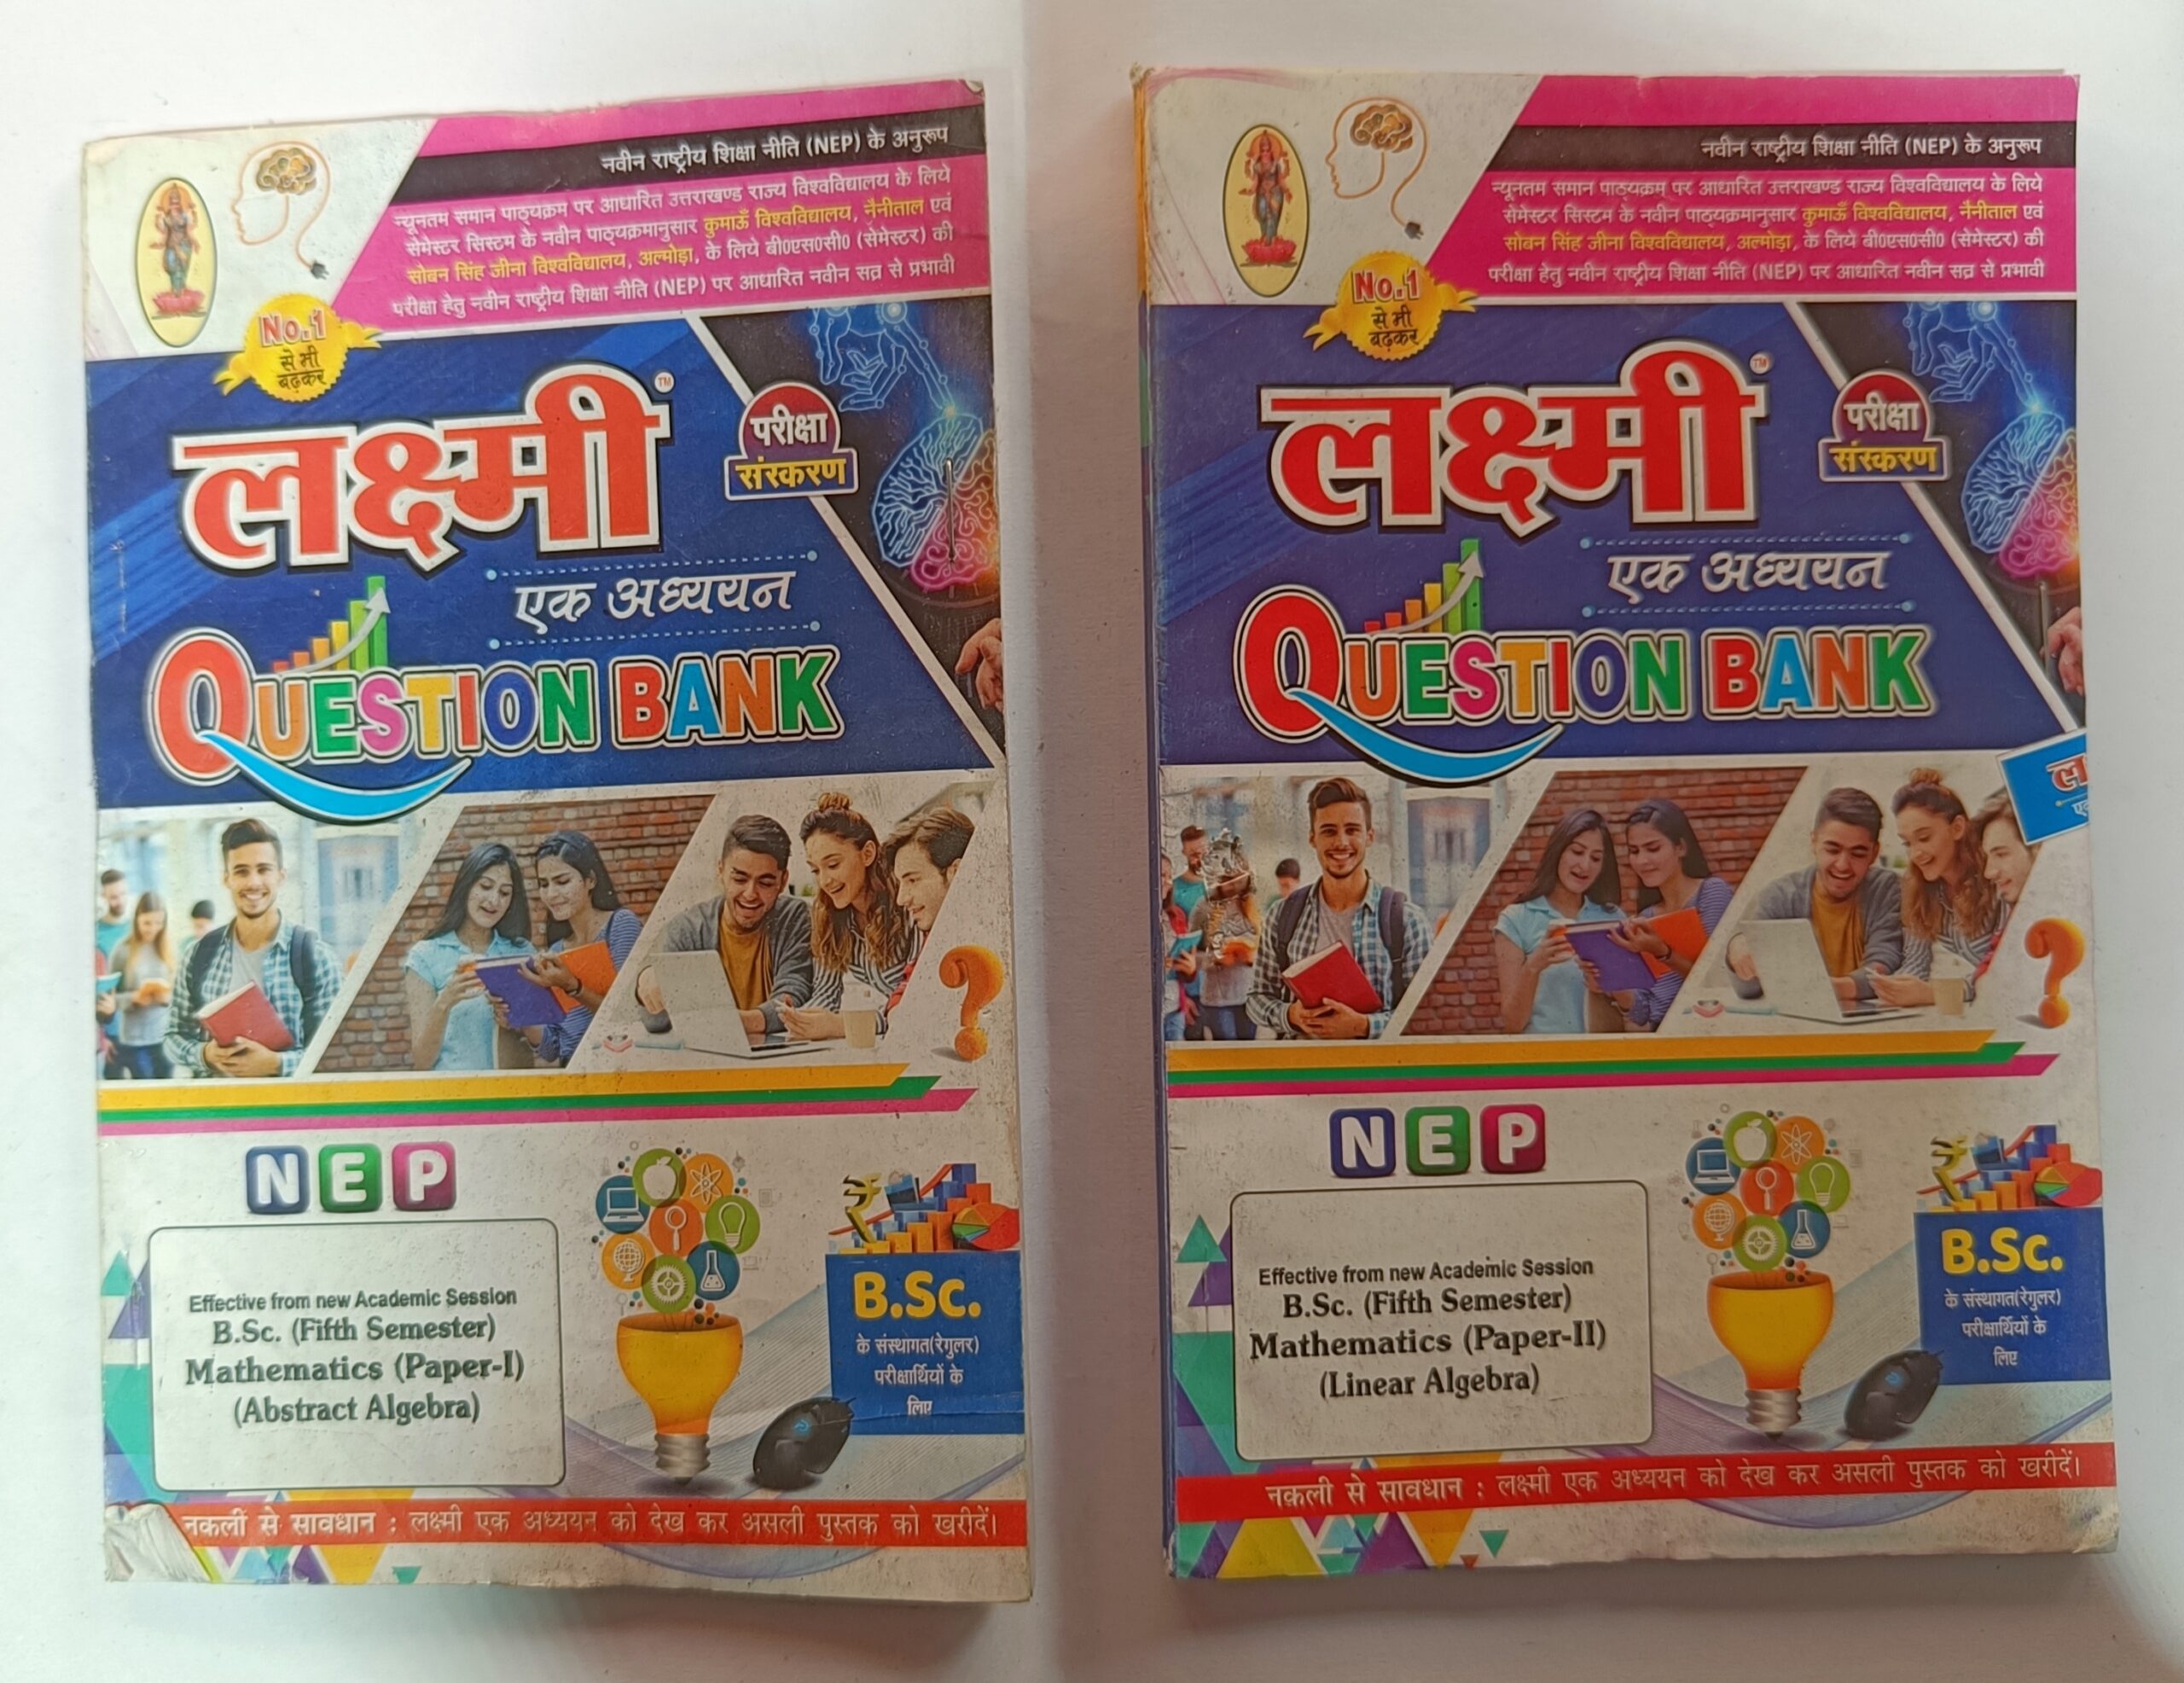 नवीन राष्ट्रीय शिक्षा नीति (NEP) के अनुरूप
न्यूनतम समान पाठ्यक्रम पर आधारित उत्तराखण्ड राज्य विश्वविद्यालय के लिये
सेमेस्टर सिस्टम के नवीन पाठ्यक्रमानुसार कुमाऊँ विश्वविद्यालय, नैनीताल एवं
सोबन सिंह जीना विश्वविद्यालय, अल्मोड़ा, के लिये बी०एस०सी० (सेमेस्टर) की
परीक्षा हेतु नवीन राष्ट्रीय शिक्षा नीति (NEP) पर आधारित नवीन सत्र से प्रभावी
No.1
से भी
बढ़कर
लक्ष्मी TM
परीक्षा
संस्करण
एक अध्ययन
QUESTION BANK
NEP
Effective from new Academic Session
B.Sc. (Fifth Semester)
Mathematics (Paper-I)
(Abstract Algebra)
B.Sc.
के संस्थागत(रेगुलर)
परीक्षार्थियों के
लिए
नकली से सावधान : लक्ष्मी एक अध्ययन को देख कर असली पुस्तक को खरीदें।
नवीन राष्ट्रीय शिक्षा नीति (NEP) के अनुरूप
न्यूनतम समान पाठ्यक्रम पर आधारित उत्तराखण्ड राज्य विश्वविद्यालय के लिये
सेमेस्टर सिस्टम के नवीन पाठ्यक्रमानुसार कुमाऊँ विश्वविद्यालय, नैनीताल एवं
सोबन सिंह जीना विश्वविद्यालय, अल्मोड़ा, के लिये बी०एस०सी० (सेमेस्टर) की
परीक्षा हेतु नवीन राष्ट्रीय शिक्षा नीति (NEP) पर आधारित नवीन सत्र से प्रभावी
No.1
से भी
बढ़कर
लक्ष्मी TM
परीक्षा
संस्करण
एक अध्ययन
QUESTION BANK
NEP
Effective from new Academic Session
B.Sc. (Fifth Semester)
Mathematics (Paper-II)
(Linear Algebra)
B.Sc.
के संस्थागत(रेगुलर)
परीक्षार्थियों के
लिए
नकली से सावधान : लक्ष्मी एक अध्ययन को देख कर असली पुस्तक को खरीदें।